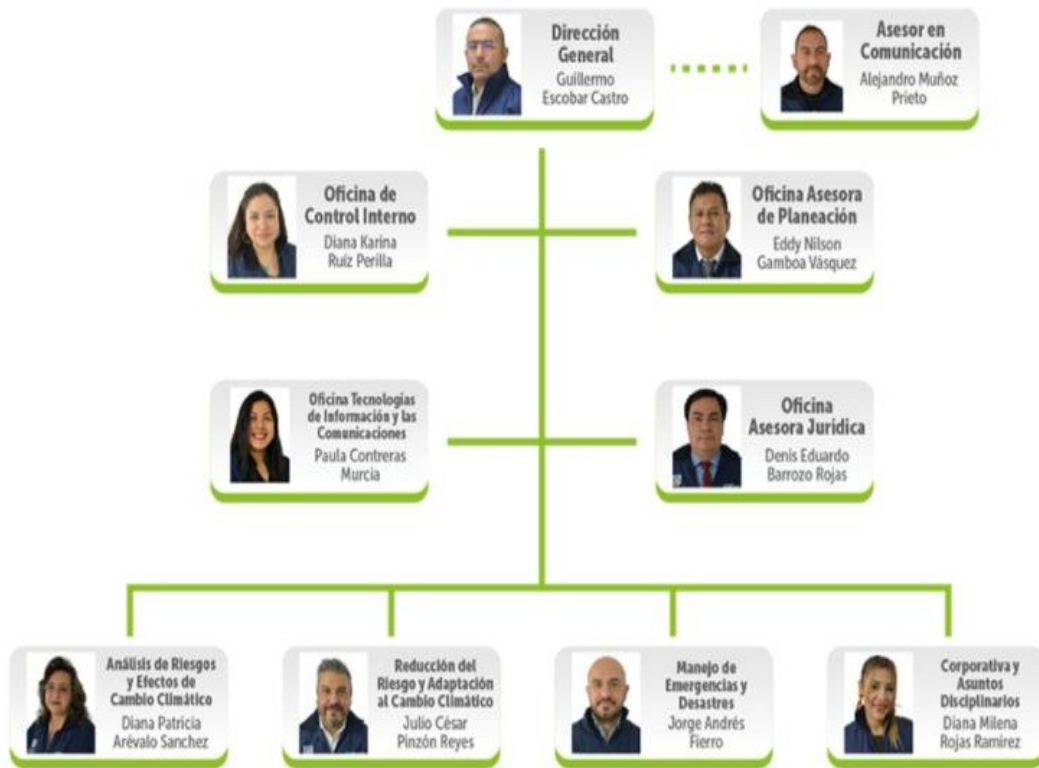 Dirección
General
Guillermo
Escobar Castro
Asesor en
Comunicación
Alejandro Muñoz
Prieto
Oficina de
Control Interno
Diana Karina
Ruiz Perilla
Oficina Asesora
de Planeación
Eddy Nilson
Gamboa Vásquez
Oficina Tecnologías
de Información y las
Comunicaciones
Paula Contreras
Murcia
Oficina
Asesora Jurídica
Denis Eduardo
Barrozo Rojas
Análisis de Riesgos
y Efectos de
Cambio Climático
Diana Patricia
Arévalo Sanchez
Reducción del
Riesgo y Adaptación
al Cambio Climático
Julio César
Pinzón Reyes
Manejo de
Emergencias y
Desastres
Jorge Andrés
Fierro
Corporativa y
Asuntos
Disciplinarios
Diana Milena
Rojas Ramirez